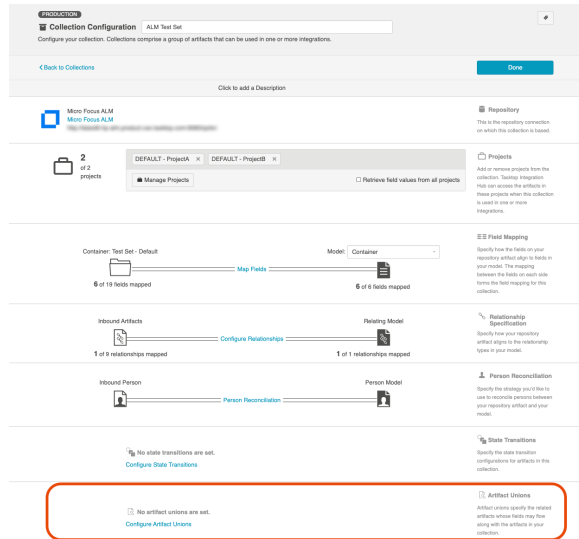 PRODUCTION
Collection Configuration ALM Test Set
Configure your collection. Collections comprise a group of artifacts that can be used in one or more integrations.
Back to Collections
Done
Click to add a Description
Micro Focus ALM
Micro Focus ALM
Repository
This is the repository connection
on which this collection is based.
2
of 2
projects
DEFAULT - ProjectA × DEFAULT - ProjectB ×
Manage Projects
Retrieve field values from all projects
Projects
Add or remove projects from the
collection. Tasktop Integration
Hub can access the artifacts in
these projects when this collection
is used in one or more
integrations.
Container: Test Set - Default
Model: Container
Map Fields
6 of 19 fields mapped
6 of 6 fields mapped
Field Mapping
Specify how the fields on your
repository artifact align to fields in
your model. The mapping
between the fields on each side
forms the field mapping for this
collection.
Inbound Artifacts
Relating Model
Configure Relationships
1 of 9 relationships mapped
1 of 1 relationships mapped
Relationship
Specification
Specify how your repository
artifact aligns to the relationship
types in your model.
Inbound Person
Person Model
Person Reconciliation
Person Reconciliation
Specify the strategy you'd like to
use to reconcile persons between
your repository artifact and your
model.
No state transitions are set.
Configure State Transitions
State Transitions
Specify the state transition
configurations for artifacts in this
collection.
No artifact unions are set.
Configure Artifact Unions
Artifact Unions
Artifact unions specify the related
artifacts whose fields may flow
along with the artifacts in your
collection.